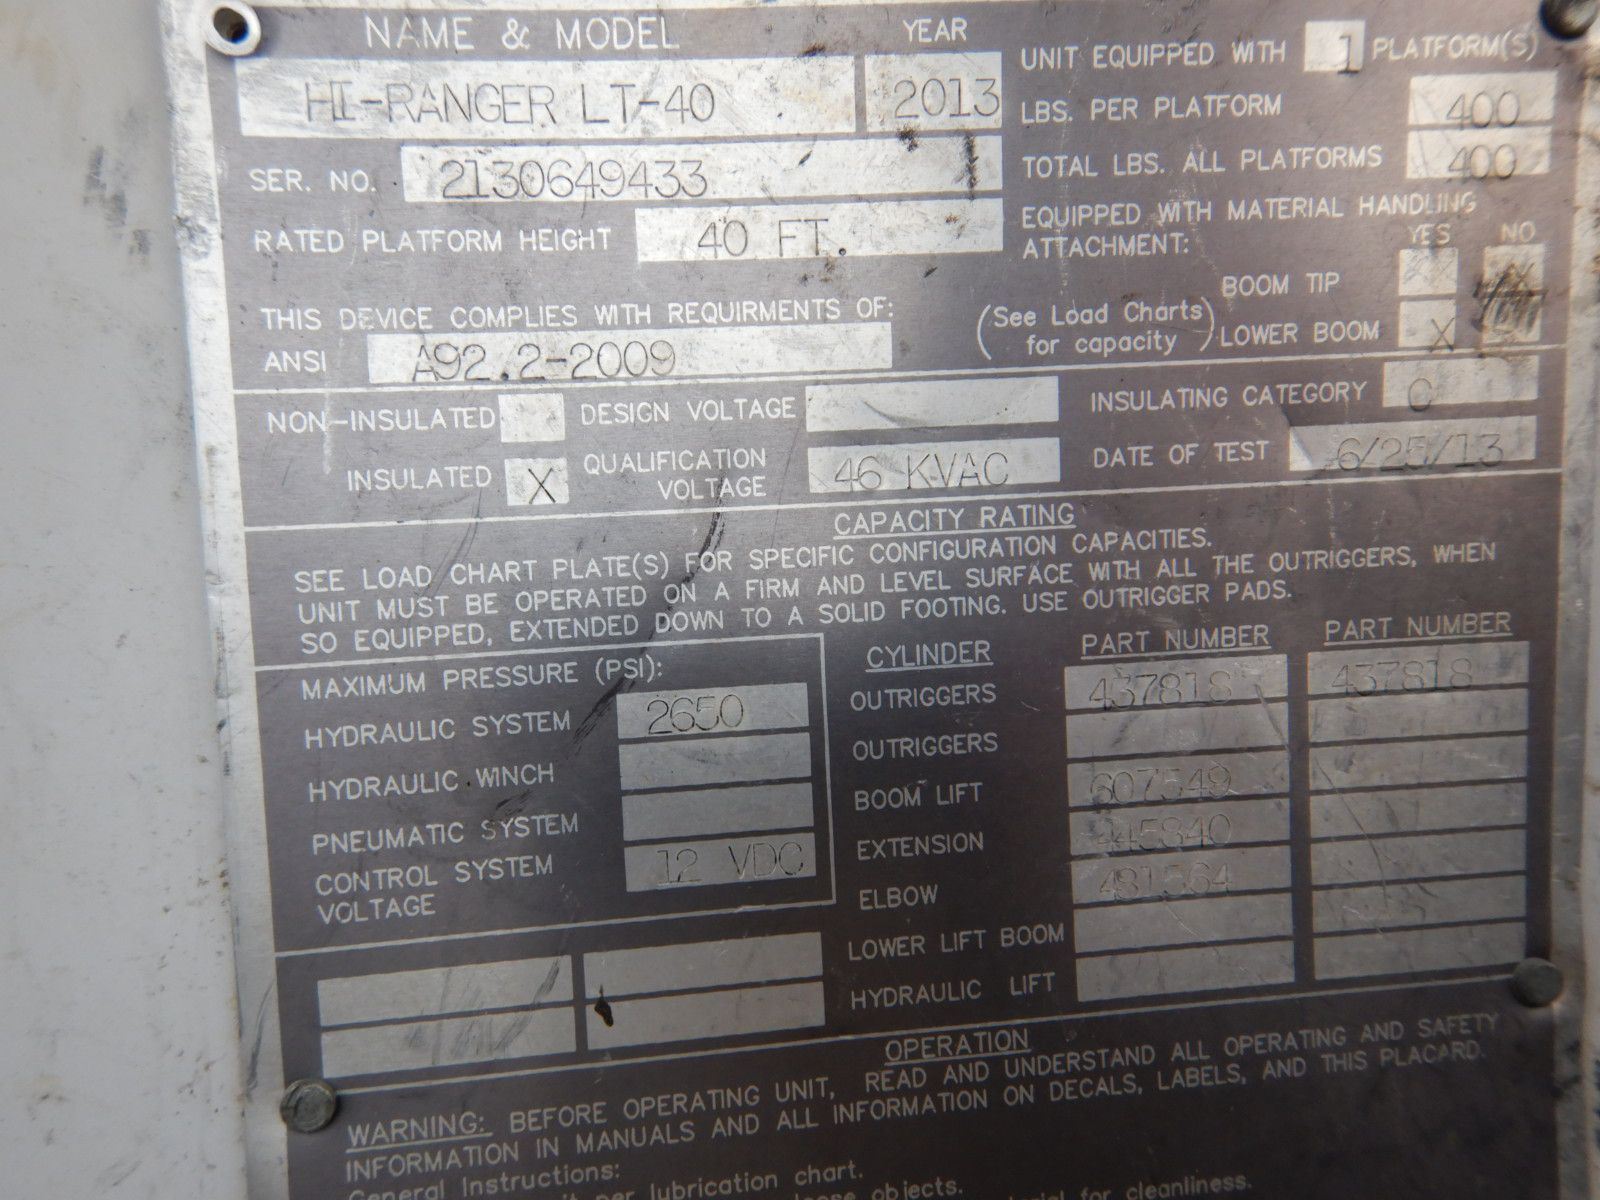 NAME & MODEL YEAR
HI-RANGER LT-40 2013
UNIT EQUIPPED WITH 1 PLATFORM(S)
LBS. PER PLATFORM 400
SER. NO. 2130649433
TOTAL LBS. ALL PLATFORMS 400
RATED PLATFORM HEIGHT 40 FT.
EQUIPPED WITH MATERIAL HANDLING
ATTACHMENT: YES NO
BOOM TIP
(See Load Charts
for capacity) LOWER BOOM X
THIS DEVICE COMPLIES WITH REQUIRMENTS OF:
ANSI A92.2-2009
NON-INSULATED DESIGN VOLTAGE INSULATING CATEGORY C
INSULATED X QUALIFICATION
VOLTAGE 46 KVAC DATE OF TEST 6/25/13
CAPACITY RATING
SEE LOAD CHART PLATE(S) FOR SPECIFIC CONFIGURATION CAPACITIES.
UNIT MUST BE OPERATED ON A FIRM AND LEVEL SURFACE WITH ALL THE OUTRIGGERS, WHEN
SO EQUIPPED, EXTENDED DOWN TO A SOLID FOOTING. USE OUTRIGGER PADS.
MAXIMUM PRESSURE (PSI):
HYDRAULIC SYSTEM 2650
HYDRAULIC WINCH
PNEUMATIC SYSTEM
CONTROL SYSTEM
VOLTAGE 12 VDC
CYLINDER PART NUMBER PART NUMBER
OUTRIGGERS 437818 437818
OUTRIGGERS
BOOM LIFT 607549
EXTENSION 445840
ELBOW 481564
LOWER LIFT BOOM
HYDRAULIC LIFT
OPERATION
WARNING: BEFORE OPERATING UNIT, READ AND UNDERSTAND ALL OPERATING AND SAFETY
INFORMATION IN MANUALS AND ALL INFORMATION ON DECALS, LABELS, AND THIS PLACARD.
General Instructions:
per lubrication chart.
objects.
for cleanliness.